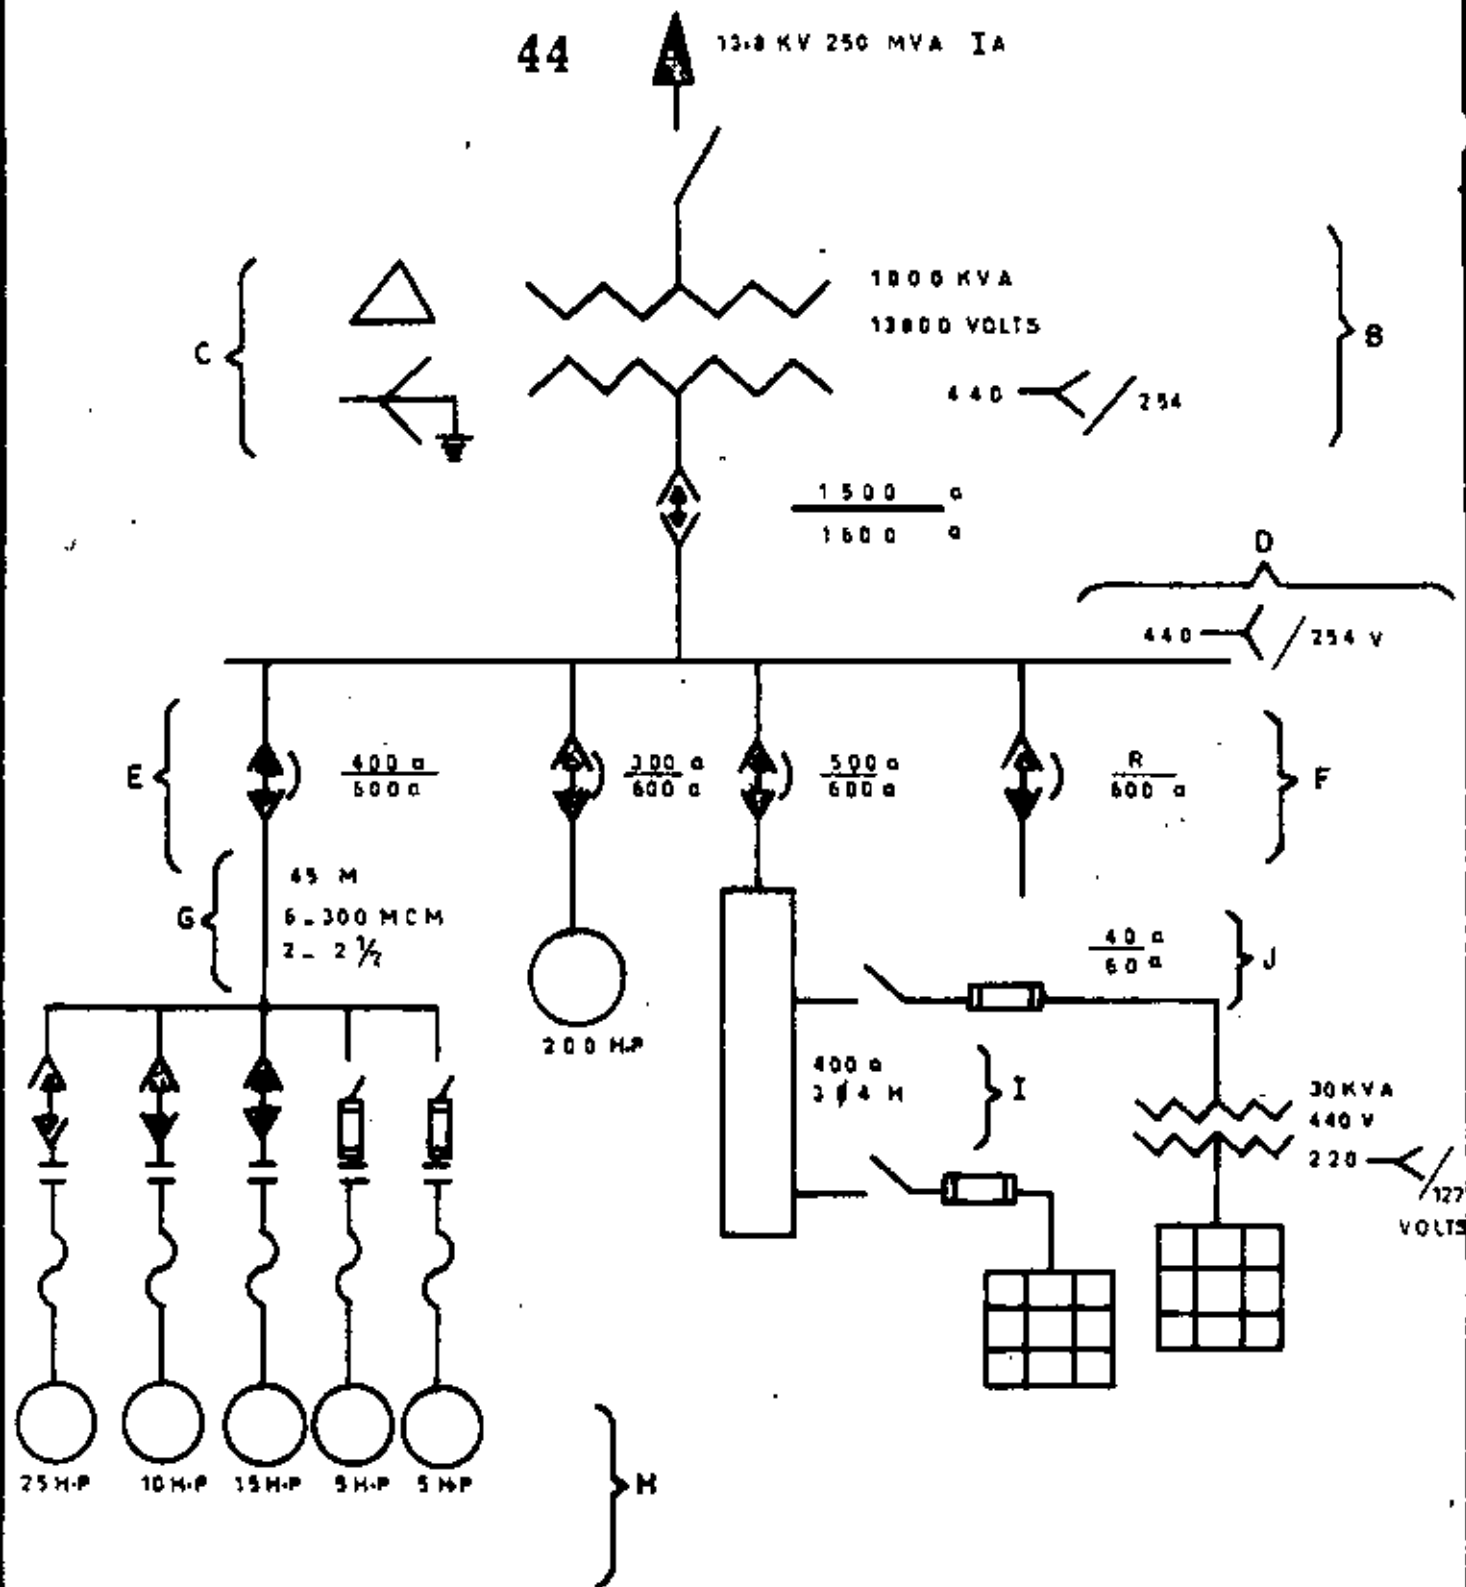 44
13.8 KV 250 MVA IA
C
1000 KVA
13800 VOLTS
440 / 254
B
1500 a
1600 a
D
440 / 254 V
E
400 a
600 a
300 a
600 a
500 a
600 a
R
600 a
F
G
45 M
6-300 MCM
2-2 1/2
200 H.P
40 a
60 a
J
400 a
3 ø 4 H
I
30 KVA
440 V
220 / 127
VOLTS
25 H.P 10 H.P 15 H.P 5 H.P 5 H.P
H